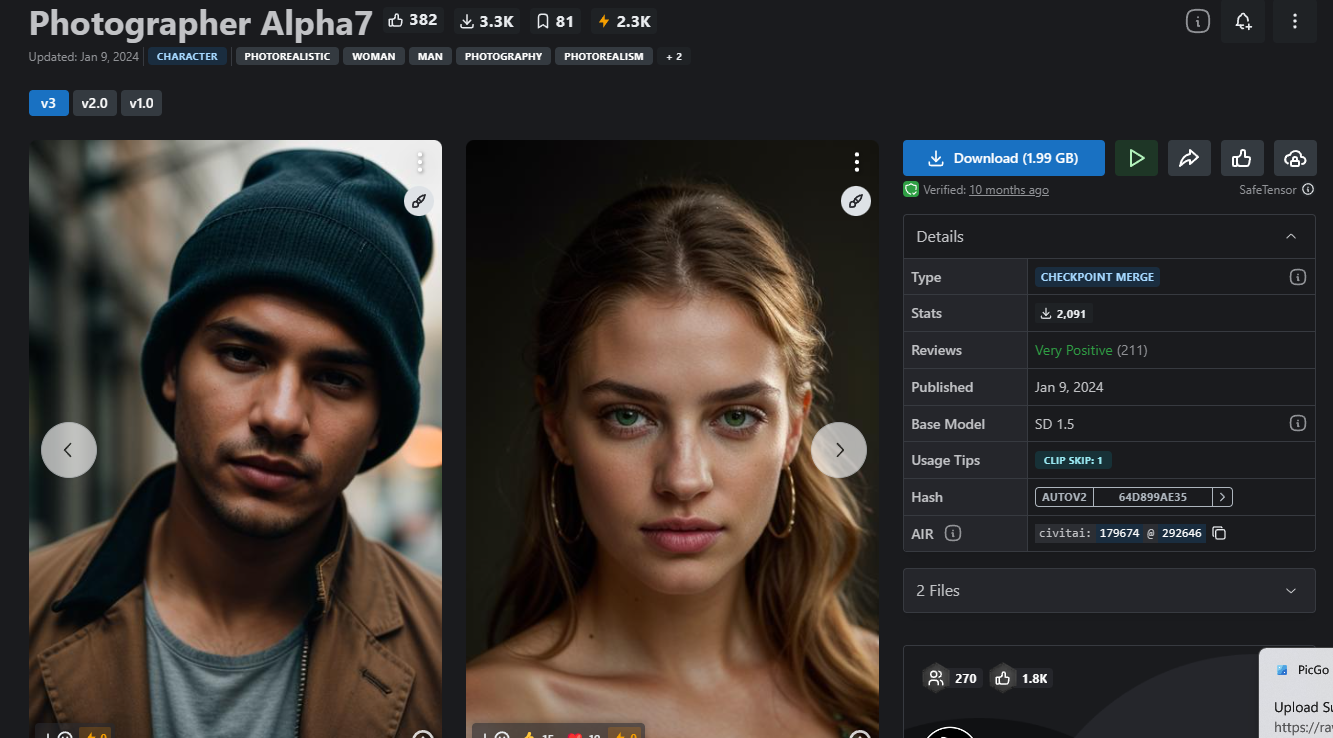 Photographer Alpha7 382 3.3K 81 2.3K
Updated: Jan 9, 2024 CHARACTER PHOTOREALISTIC WOMAN MAN PHOTOGRAPHY PHOTOREALISM + 2
v3 v2.0 v1.0
Download (1.99 GB)
Verified: 10 months ago SafeTensor
Details
Type CHECKPOINT MERGE
Stats 2,091
Reviews Very Positive (211)
Published Jan 9, 2024
Base Model SD 1.5
Usage Tips CLIP SKIP: 1
Hash AUTOV2 64D899AE35
AIR civitai: 179674 @ 292646
2 Files
270 1.8K
PicGo
Upload Su
https://ra